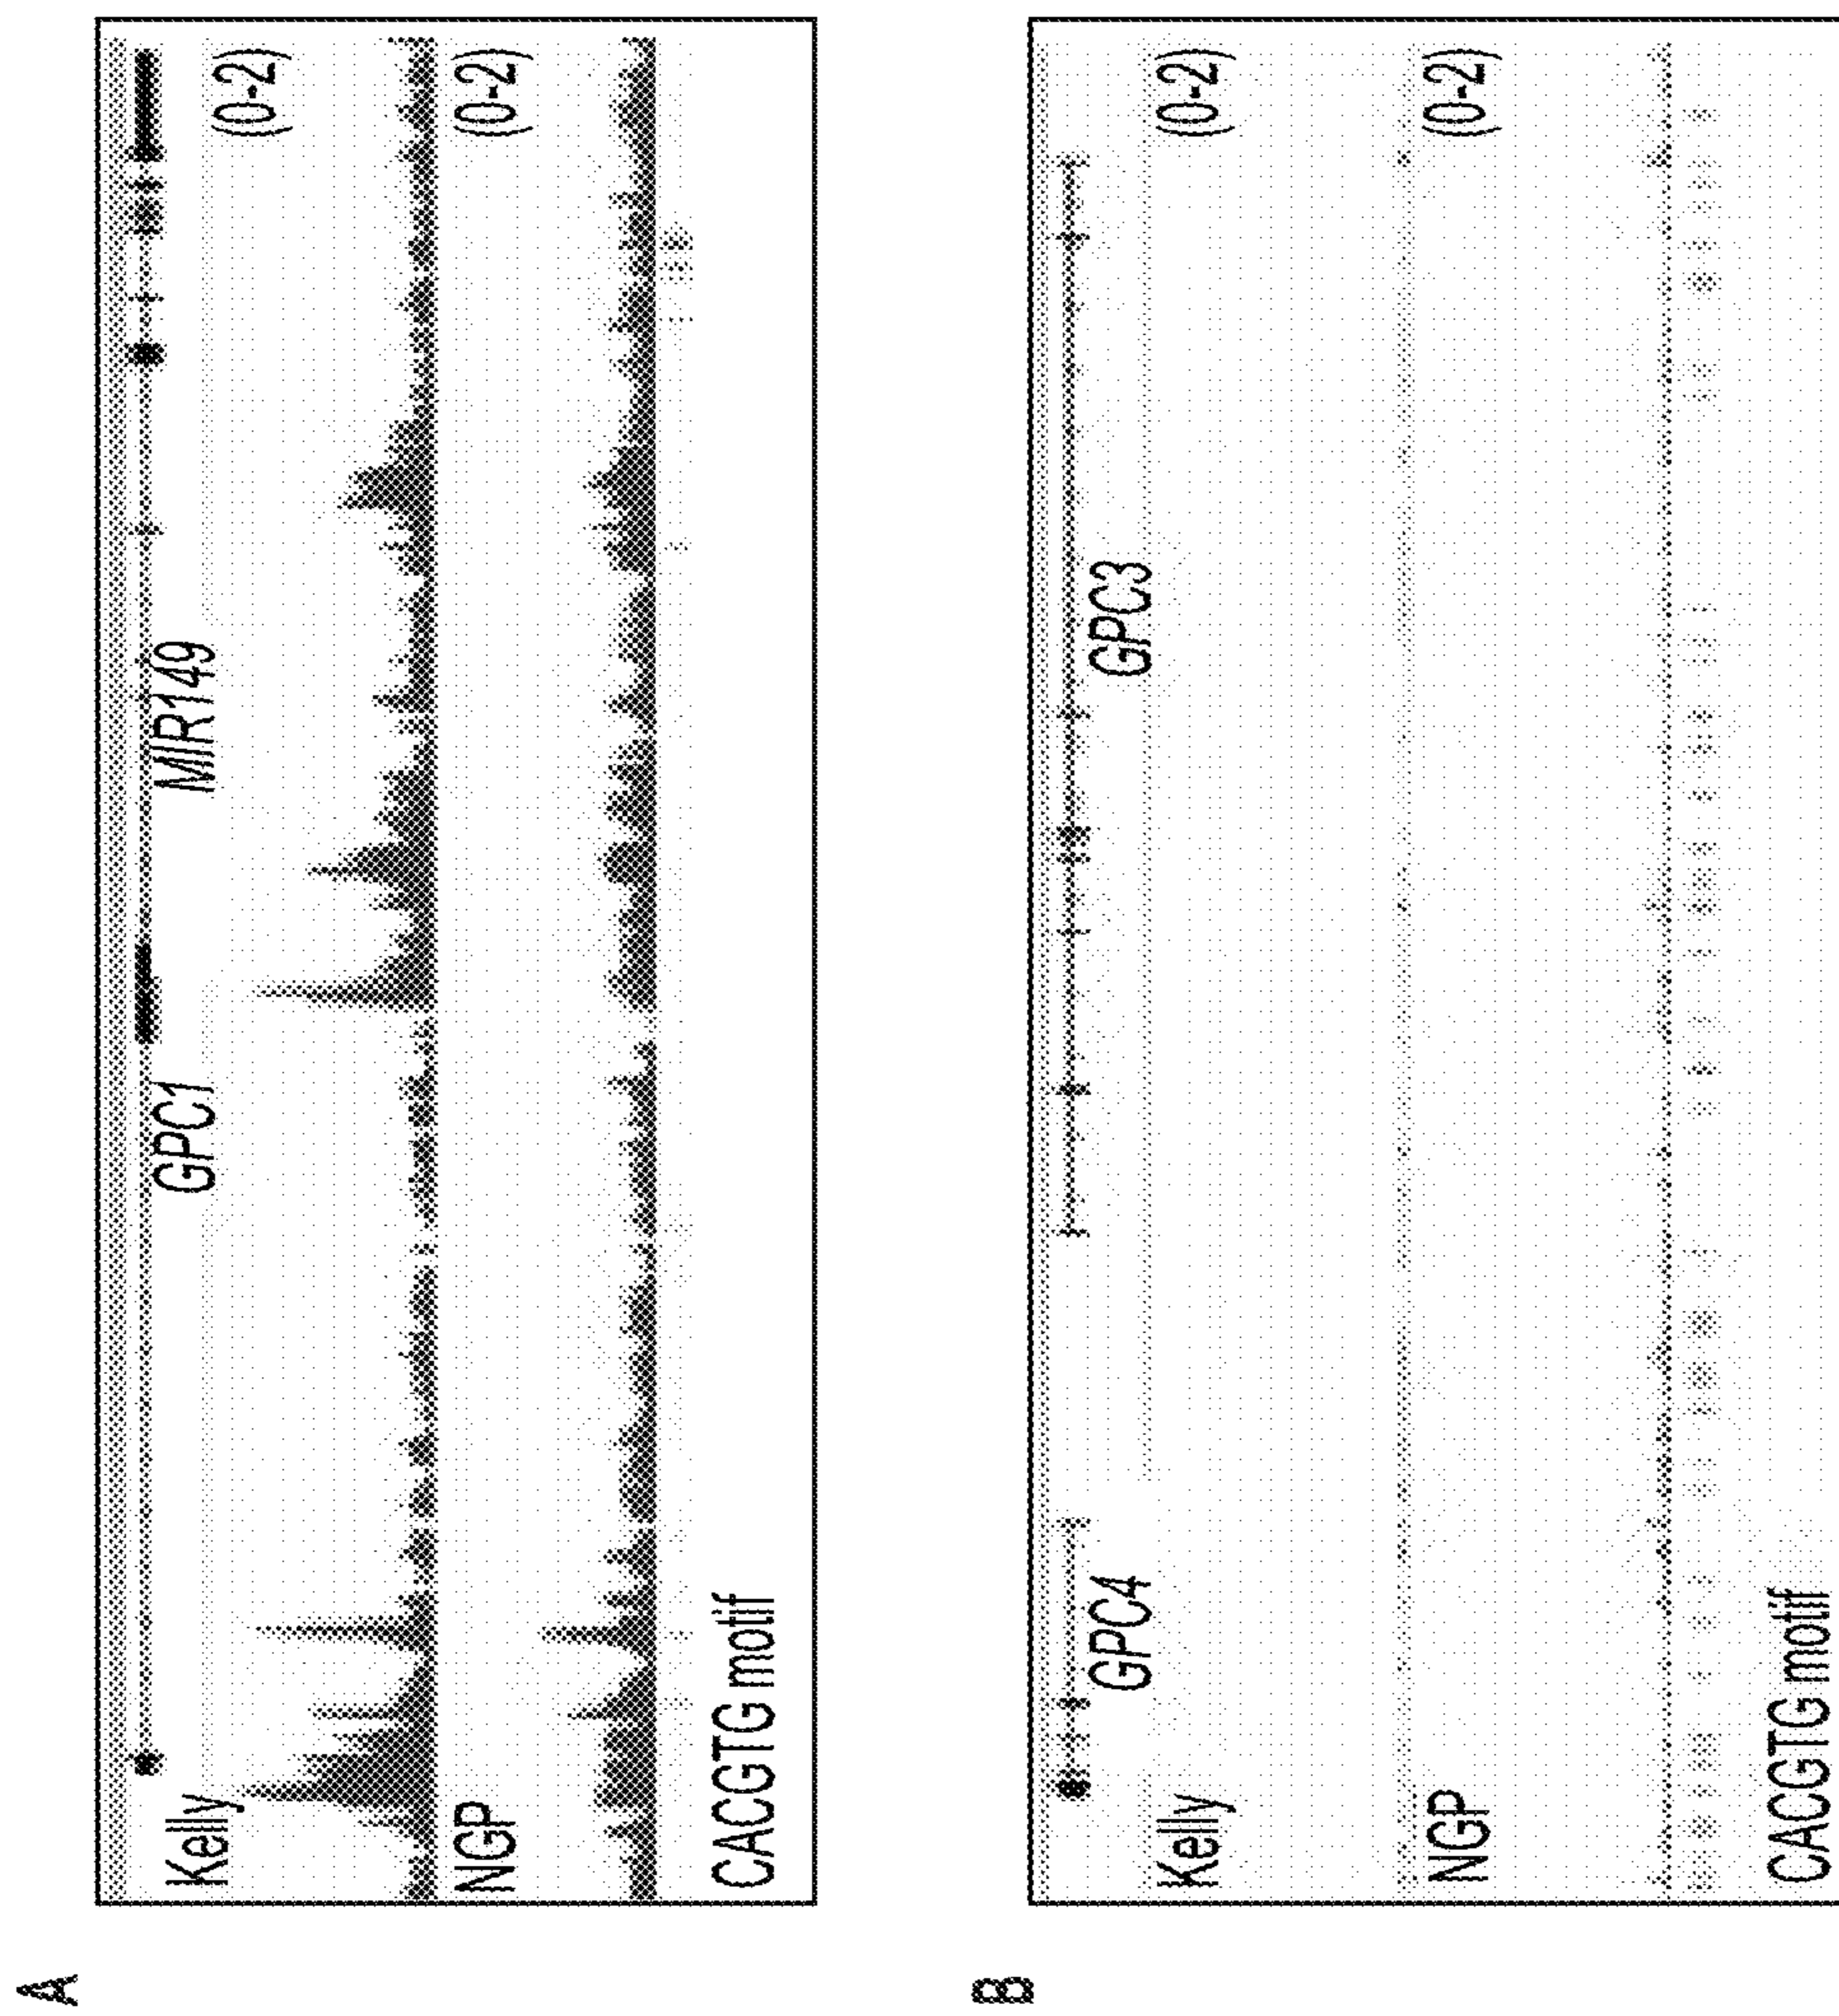 A
GPC1 MIR149
Kelly (0-2)
NGP (0-2)
CACGTG motif
B
GPC4 GPC3
Kelly (0-2)
NGP (0-2)
CACGTG motif